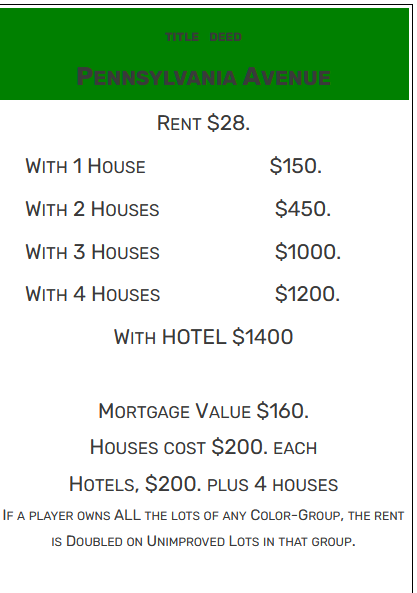 TITLE DEED
Pennsylvania Avenue
Rent $28.
With 1 House $150.
With 2 Houses $450.
With 3 Houses $1000.
With 4 Houses $1200.
With HOTEL $1400
Mortgage Value $160.
Houses cost $200. each
Hotels, $200. plus 4 houses
If a player owns ALL the lots of any Color-Group, the rent
is Doubled on Unimproved Lots in that group.